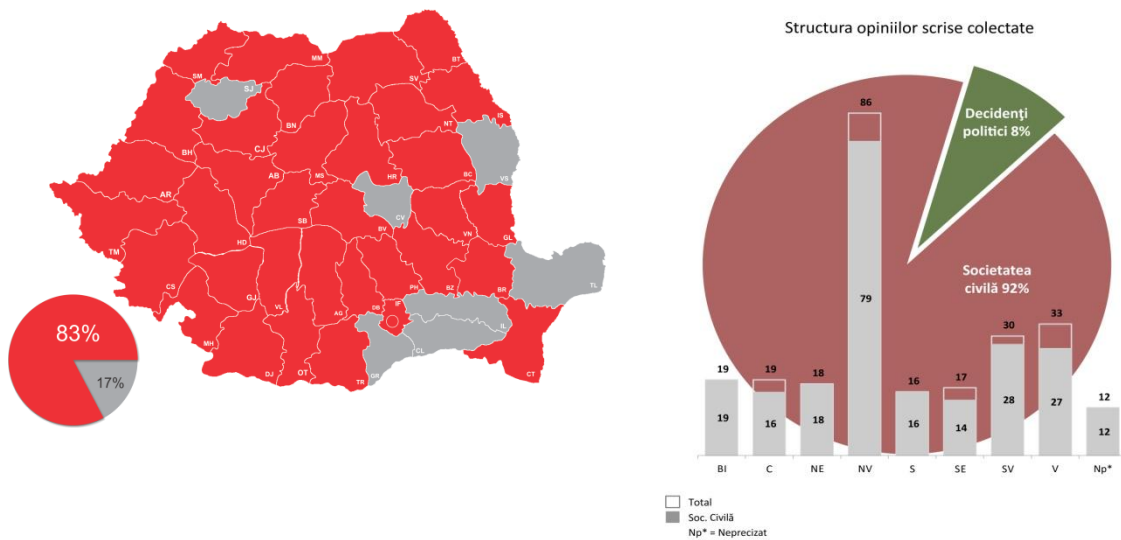 MM
BT
SM
SV
SJ
IS
BN
NT
BH
CJ
AB
MS
HR
BC
VS
AR
CV
SB
BV
VN
GL
HD
TM
CS
GJ
VL
PH
BZ
BR
TL
AG
DB
IF
IL
MH
CL
DJ
OT
TR
GR
CT
83%
17%
Structura opiniilor scrise colectate
Decidenți
politici 8%
Societatea
civilă 92%
86
79
33
30
19
19
18
16
17
12
19
16
18
16
14
28
27
12
BI
C
NE
NV
S
SE
SV
V
Np*
Total
Soc. Civilă
Np* = Neprecizat